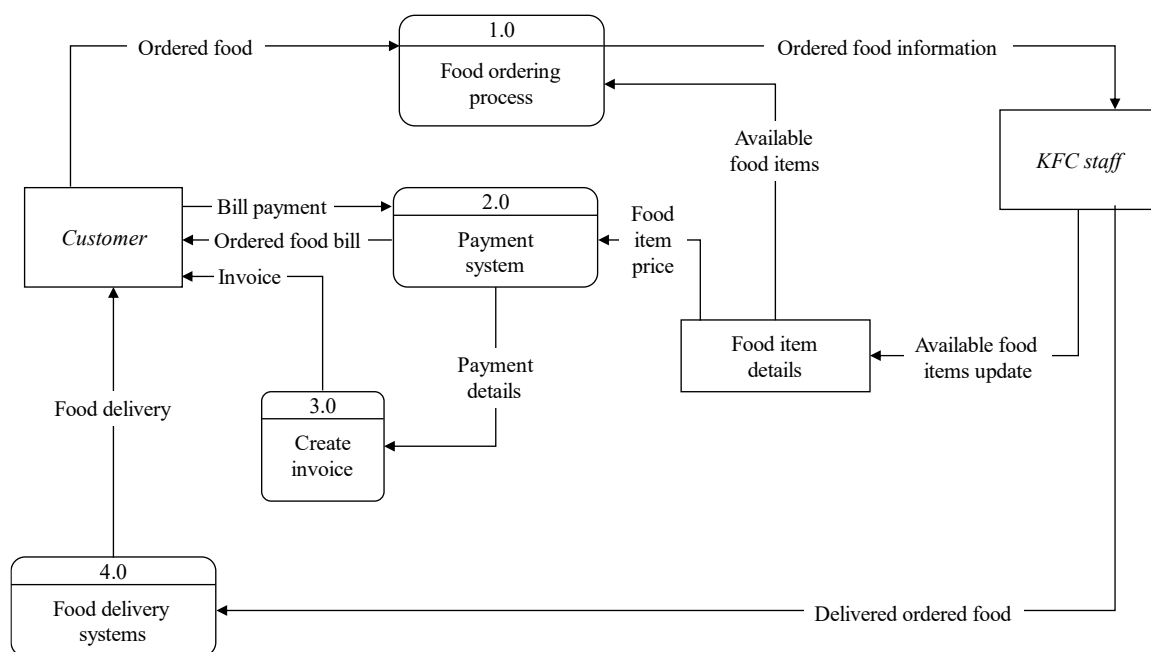 1.0
Ordered food
Ordered food information
Food ordering
process
Available
food items
KFC staff
Customer
Bill payment
Ordered food bill
Invoice
2.0
Payment
system
Food
item
price
Food item
details
Available food
items update
Payment
details
3.0
Create
invoice
Food delivery
4.0
Food delivery
systems
Delivered ordered food